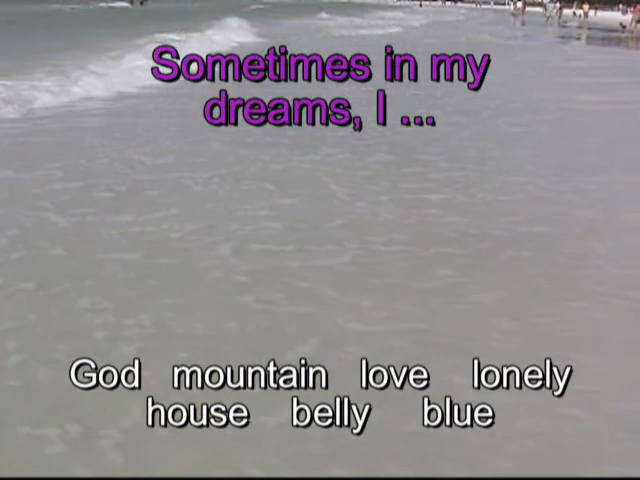 Sometimes in my
dreams, I ...
God mountain love lonely
house belly blue